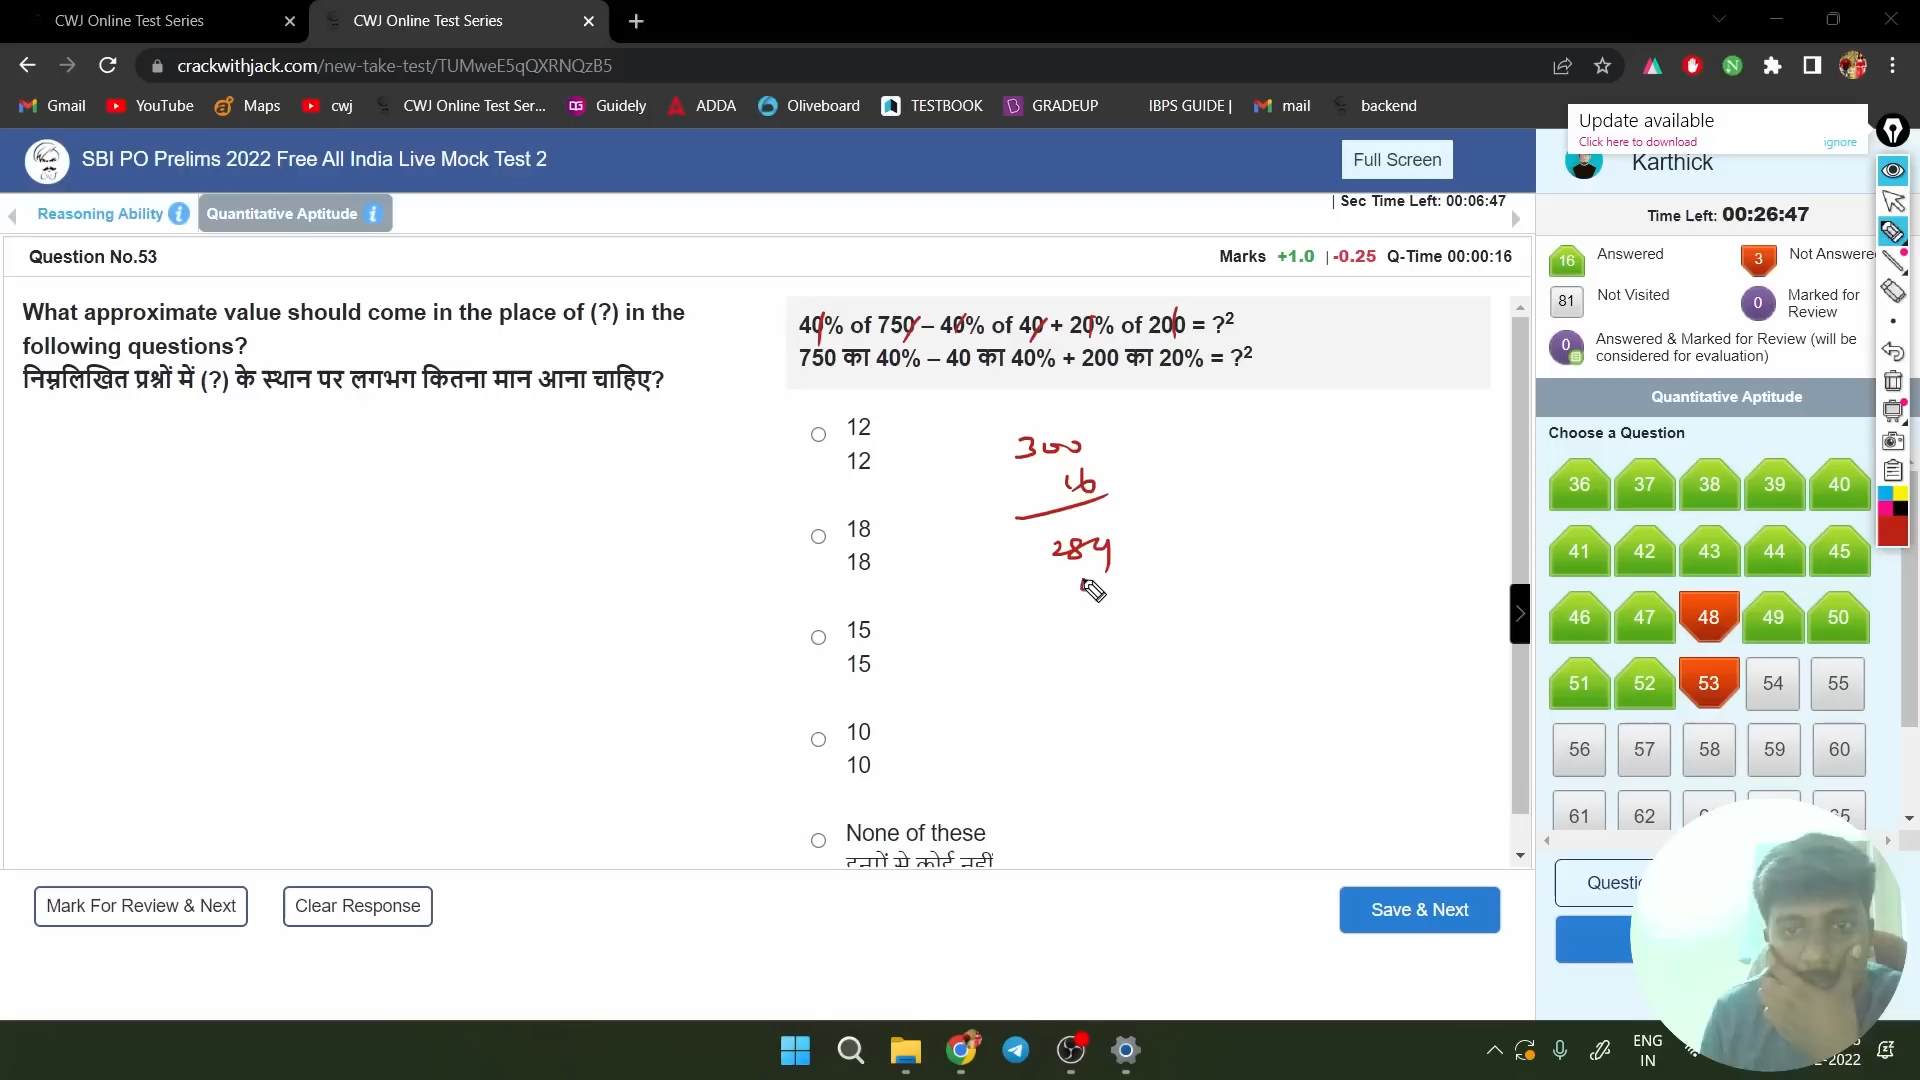 CWJ Online Test Series
CWJ Online Test Series
crackwithjack.com/new-take-test/TUMweE5qQXRNQzB5
Gmail YouTube Maps cwj CWJ Online Test Ser... Guidely ADDA Oliveboard TESTBOOK GRADEUP IBPS GUIDE | mail backend
Update available
Click here to download ignore
SBI PO Prelims 2022 Free All India Live Mock Test 2
Full Screen
Karthick
Reasoning Ability i Quantitative Aptitude i
| Sec Time Left: 00:06:47
Time Left: 00:26:47
Question No.53
Marks +1.0 |-0.25 Q-Time 00:00:16
What approximate value should come in the place of (?) in the
following questions?
निम्नलिखित प्रश्नों में (?) के स्थान पर लगभग कितना मान आना चाहिए?
40% of 750 – 40% of 40 + 20% of 200 = ?²
750 का 40% – 40 का 40% + 200 का 20% = ?²
12
12
18
18
15
15
10
10
None of these
इनमें से कोई नहीं
300
16
284
16 Answered
3 Not Answere
81 Not Visited
0 Marked for
Review
0 Answered & Marked for Review (will be
considered for evaluation)
Quantitative Aptitude
Choose a Question
36 37 38 39 40
41 42 43 44 45
46 47 48 49 50
51 52 53 54 55
56 57 58 59 60
61 62
Mark For Review & Next Clear Response Save & Next
ENG
IN